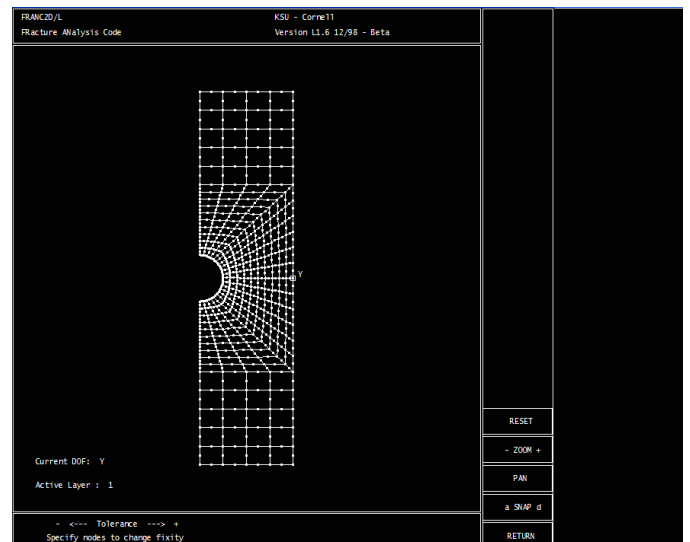 FRANC2D/L
KSU - Cornell
FRacture ANalysis Code
Version L1.6 12/98 - Beta
Y
RESET
- ZOOM +
Current DOF: Y
PAN
Active Layer : 1
a SNAP d
- <--- Tolerance ---> +
Specify nodes to change fixity
RETURN